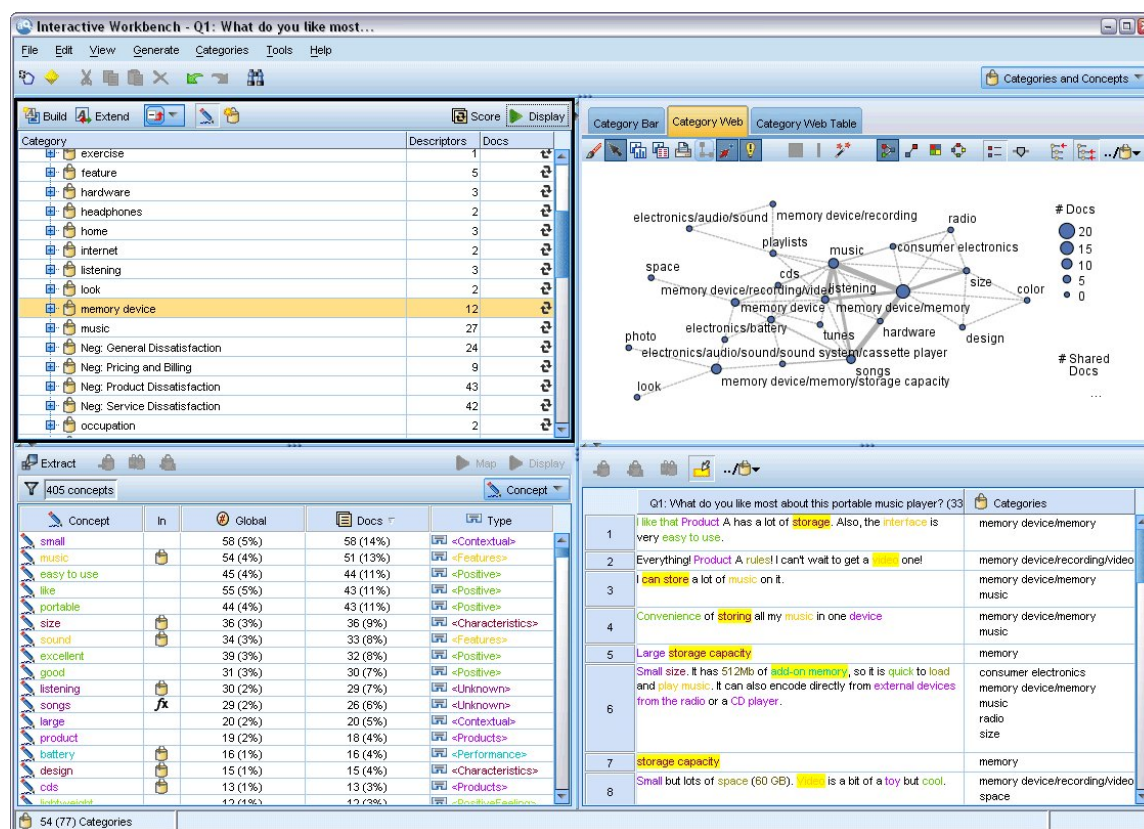 Interactive Workbench - Q1: What do you like most...
File Edit View Generate Categories Tools Help
Categories and Concepts
Build Extend Score Display
Category Descriptors Docs
exercise 1
feature 5
hardware 3
headphones 2
home 3
internet 2
listening 3
look 2
memory device 12
music 27
Neg: General Dissatisfaction 24
Neg: Pricing and Billing 9
Neg: Product Dissatisfaction 43
Neg: Service Dissatisfaction 42
occupation 2
Category Bar Category Web Category Web Table
../
electronics/audio/sound memory device/recording radio
playlists music consumer electronics
space cds size
memory device/recording/video listening color
memory device memory device/memory
electronics/battery tunes hardware design
photo
electronics/audio/sound/sound system/cassette player
songs
look memory device/memory/storage capacity
# Docs
20
15
10
5
0
# Shared
Docs
...
Extract Map Display
405 concepts Concept
Concept In Global Docs Type
small 58 (5%) 58 (14%) <Contextual>
music 54 (4%) 51 (13%) <Features>
easy to use 45 (4%) 44 (11%) <Positive>
like 55 (5%) 43 (11%) <Positive>
portable 44 (4%) 43 (11%) <Positive>
size 36 (3%) 36 (9%) <Characteristics>
sound 34 (3%) 33 (8%) <Features>
excellent 39 (3%) 32 (8%) <Positive>
good 31 (3%) 30 (7%) <Positive>
listening 30 (2%) 29 (7%) <Unknown>
songs fx 29 (2%) 26 (6%) <Unknown>
large 20 (2%) 20 (5%) <Contextual>
product 19 (2%) 18 (4%) <Products>
battery 16 (1%) 16 (4%) <Performance>
design 15 (1%) 15 (4%) <Characteristics>
cds 13 (1%) 13 (3%) <Products>
lightweight 12 (1%) 12 (3%) <PositiveFeeling>
../
Q1: What do you like most about this portable music player? (33 Categories
1 I like that Product A has a lot of storage. Also, the interface is memory device/memory
very easy to use.
2 Everything! Product A rules! I can't wait to get a video one! memory device/recording/video
3 I can store a lot of music on it. memory device/memory
music
4 Convenience of storing all my music in one device memory device/memory
music
5 Large storage capacity memory
6 Small size. It has 512Mb of add-on memory, so it is quick to load consumer electronics
and play music. It can also encode directly from external devices memory device/memory
from the radio or a CD player. music
radio
size
7 storage capacity memory
8 Small but lots of space (60 GB). Video is a bit of a toy but cool. memory device/recording/video
space
54 (77) Categories